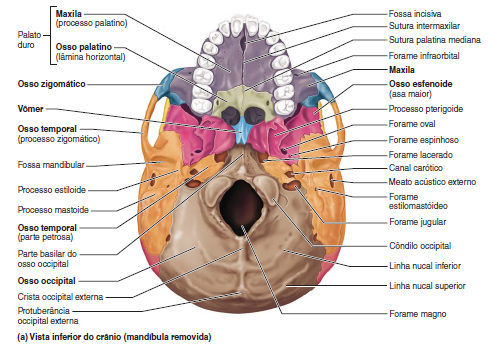 Palato
duro
Maxila
(processo palatino)
Osso palatino
(lâmina horizontal)
Osso zigomático
Vômer
Osso temporal
(processo zigomático)
Fossa mandibular
Processo estiloide
Processo mastoide
Osso temporal
(parte petrosa)
Parte basilar do
osso occipital
Osso occipital
Crista occipital externa
Protuberância
occipital externa
Fossa incisiva
Sutura intermaxilar
Sutura palatina mediana
Forame infraorbital
Maxila
Osso esfenoide
(asa maior)
Processo pterigoide
Forame oval
Forame espinhoso
Forame lacerado
Canal carótico
Meato acústico externo
Forame
estilomastóideo
Forame jugular
Côndilo occipital
Linha nucal inferior
Linha nucal superior
Forame magno
(a) Vista inferior do crânio (mandíbula removida)